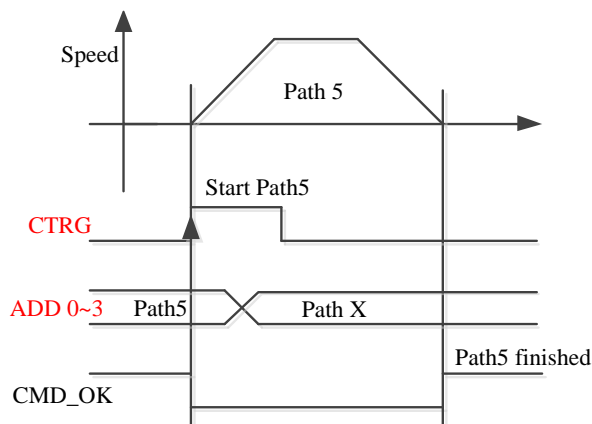 Speed
Path 5
Start Path5
CTRG
ADD 0~3
Path5
Path X
Path5 finished
CMD_OK